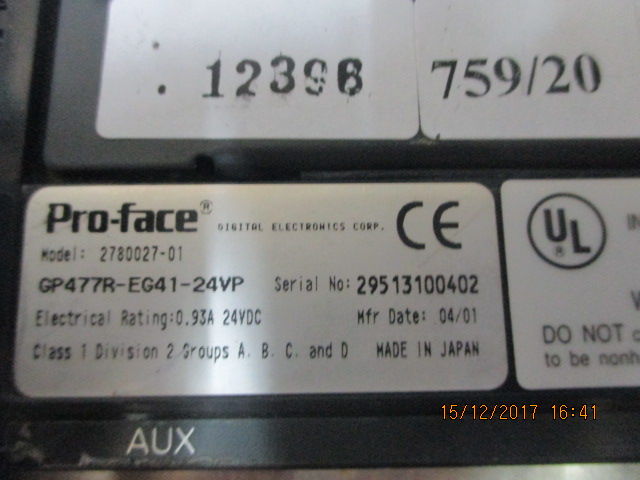 .12396 759/20
Pro-face® DIGITAL ELECTRONICS CORP. CE
Model: 2780027-01
GP477R-EG41-24VP Serial No: 29513100402
Electrical Rating:0.93A 24VDC Mfr Date: 04/01
Class 1 Division 2 Groups A. B. C. and D MADE IN JAPAN
UL
DO NOT
to be nonh
AUX
15/12/2017 16:41